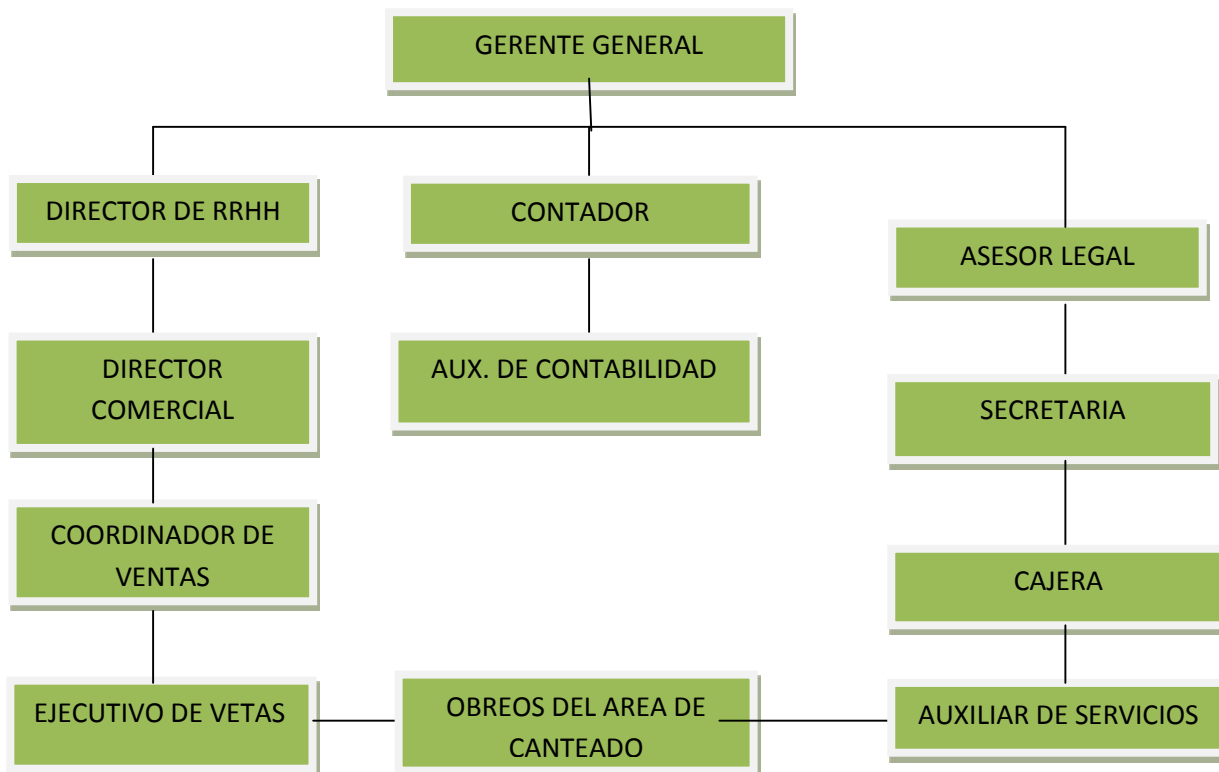 GERENTE GENERAL
DIRECTOR DE RRHH
CONTADOR
ASESOR LEGAL
DIRECTOR
COMERCIAL
AUX. DE CONTABILIDAD
SECRETARIA
COORDINADOR DE
VENTAS
CAJERA
EJECUTIVO DE VETAS
OBREOS DEL AREA DE
CANTEADO
AUXILIAR DE SERVICIOS